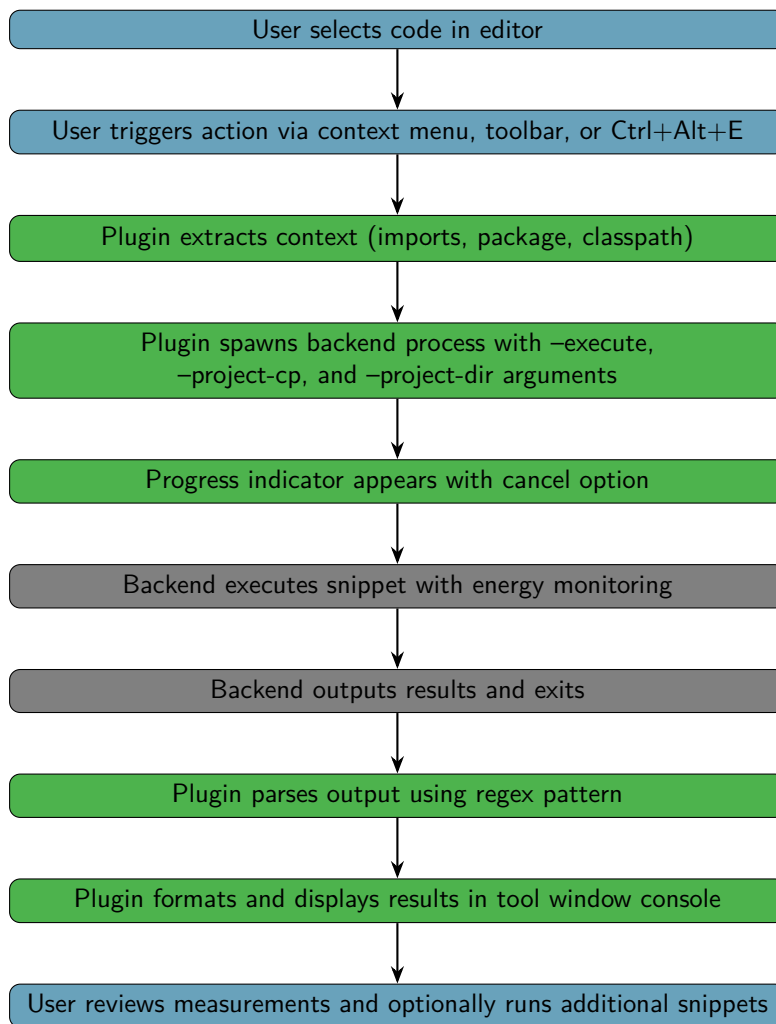 User selects code in editor
User triggers action via context menu, toolbar, or Ctrl+Alt+E
Plugin extracts context (imports, package, classpath)
Plugin spawns backend process with –execute,
–project-cp, and –project-dir arguments
Progress indicator appears with cancel option
Backend executes snippet with energy monitoring
Backend outputs results and exits
Plugin parses output using regex pattern
Plugin formats and displays results in tool window console
User reviews measurements and optionally runs additional snippets